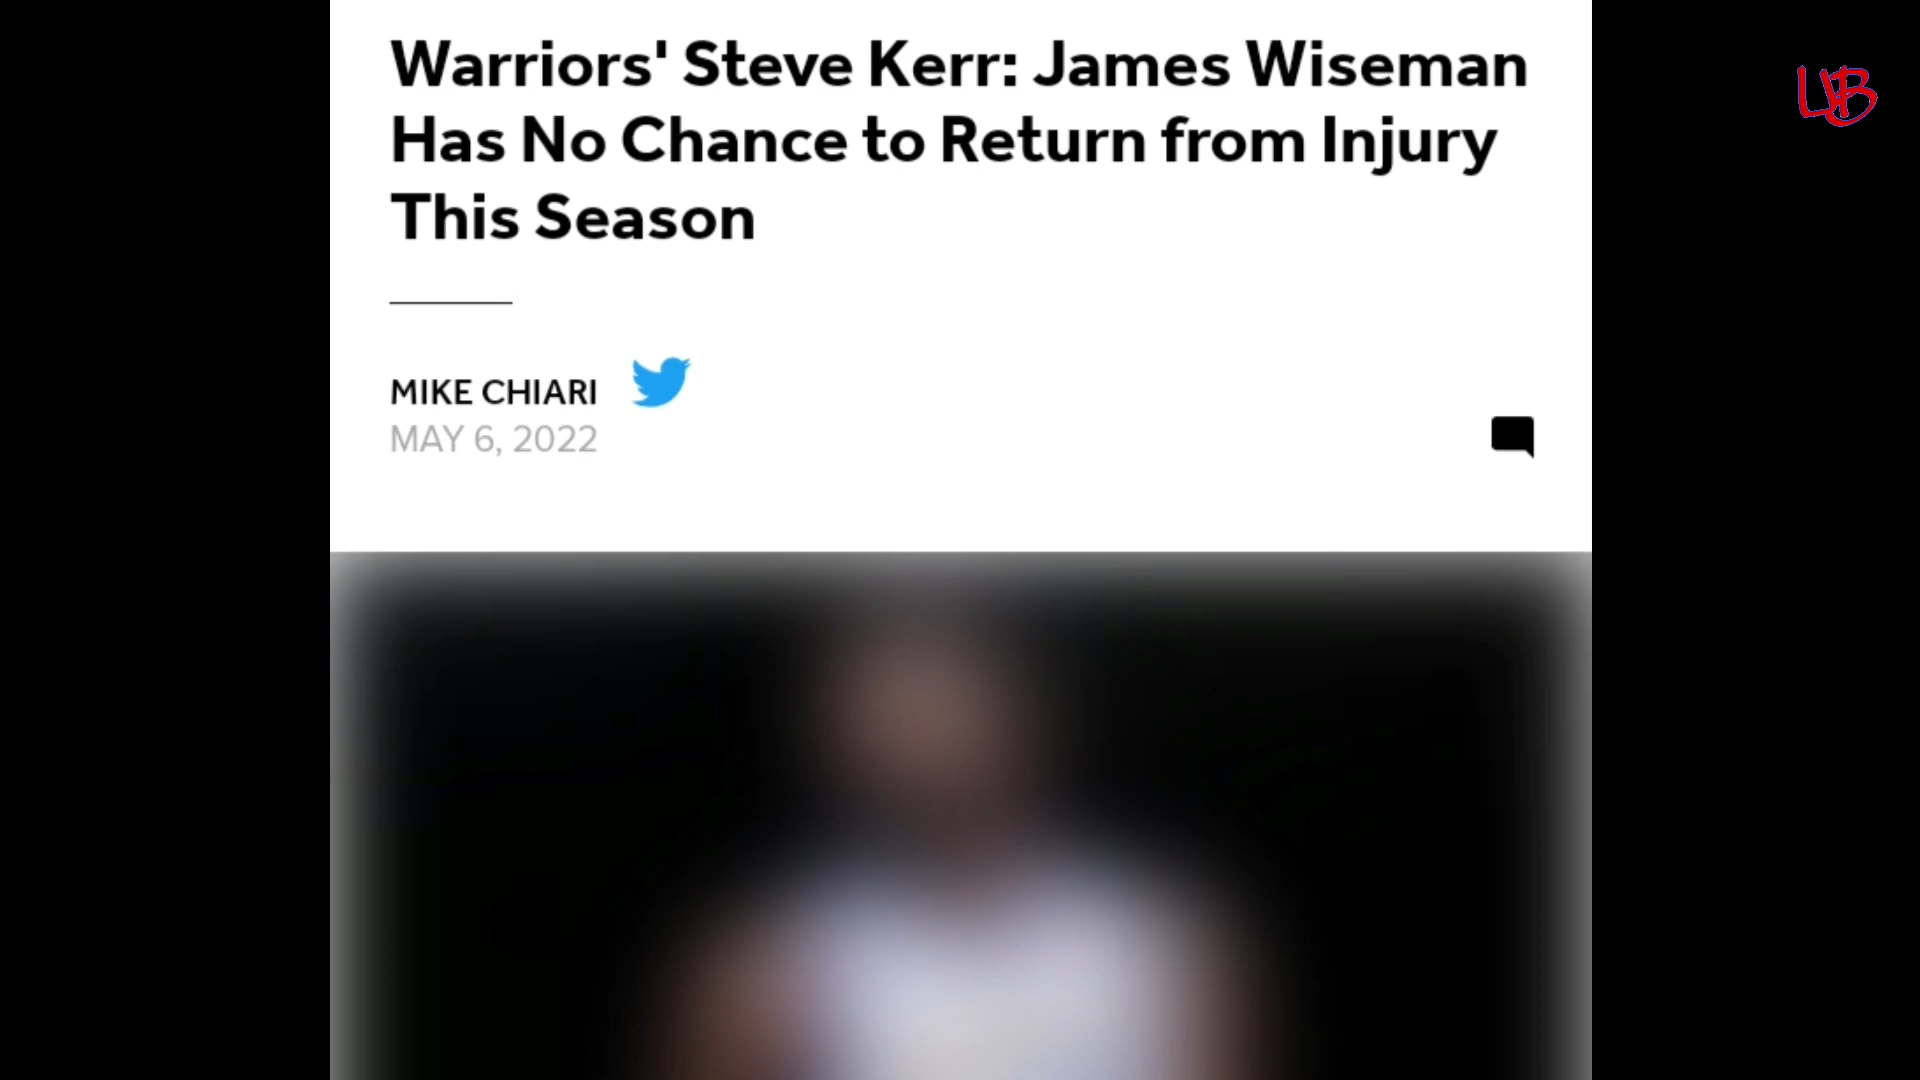 Warriors' Steve Kerr: James Wiseman
Has No Chance to Return from Injury
This Season
MIKE CHIARI
MAY 6, 2022
UB